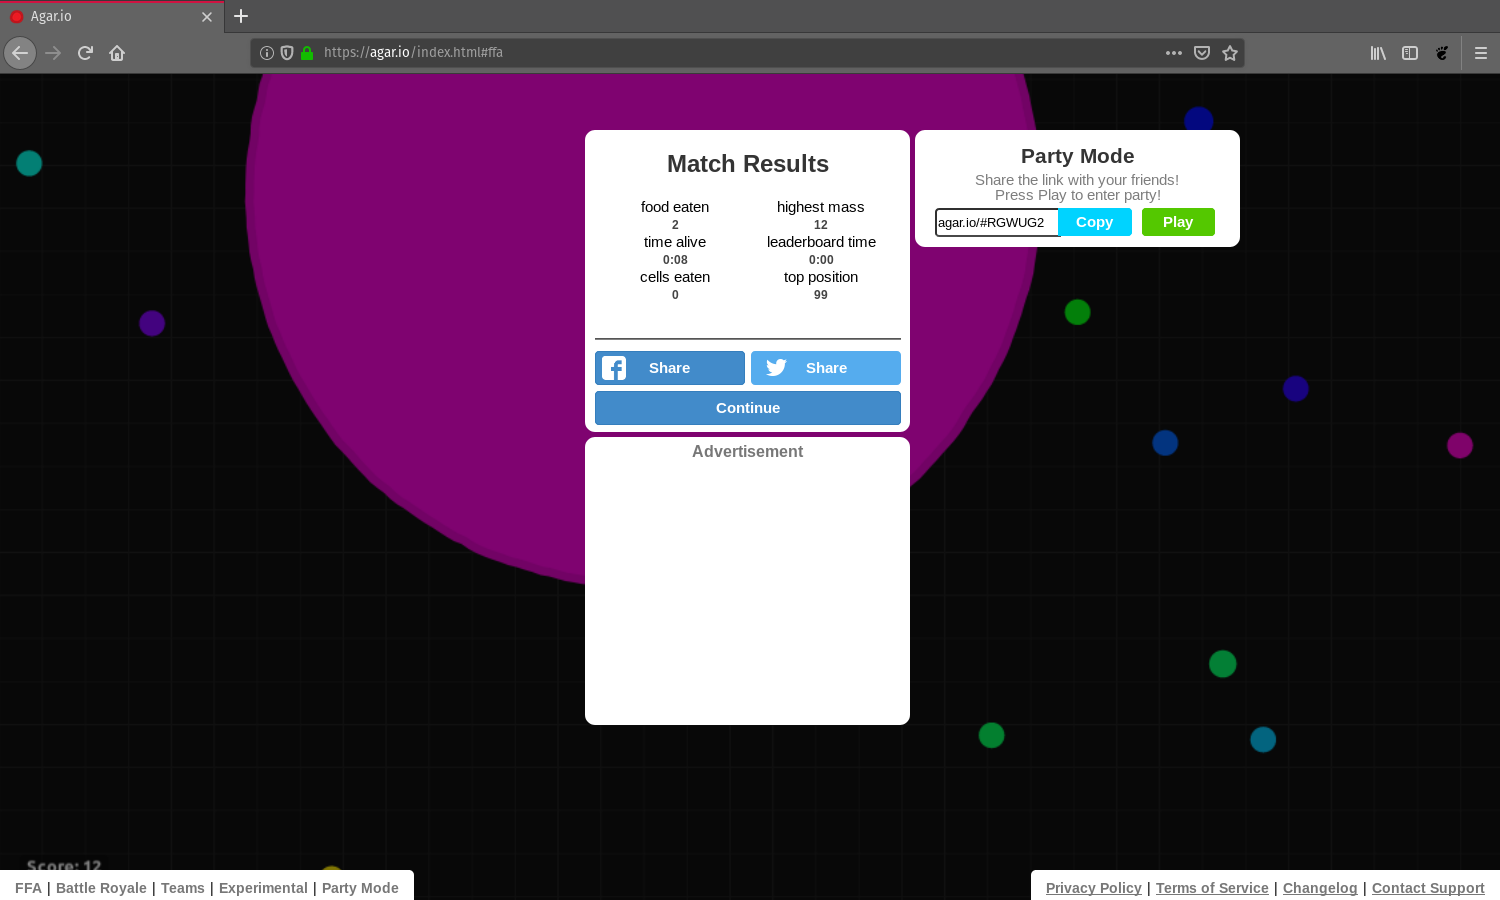 Agar.io
https://agar.io/index.html#ffa
Match Results
food eaten
2
highest mass
12
time alive
0:08
leaderboard time
0:00
cells eaten
0
top position
99
Share
Share
Continue
Advertisement
Party Mode
Share the link with your friends!
Press Play to enter party!
agar.io/#RGWUG2
Copy
Play
Score: 12
FFA | Battle Royale | Teams | Experimental | Party Mode
Privacy Policy | Terms of Service | Changelog | Contact Support